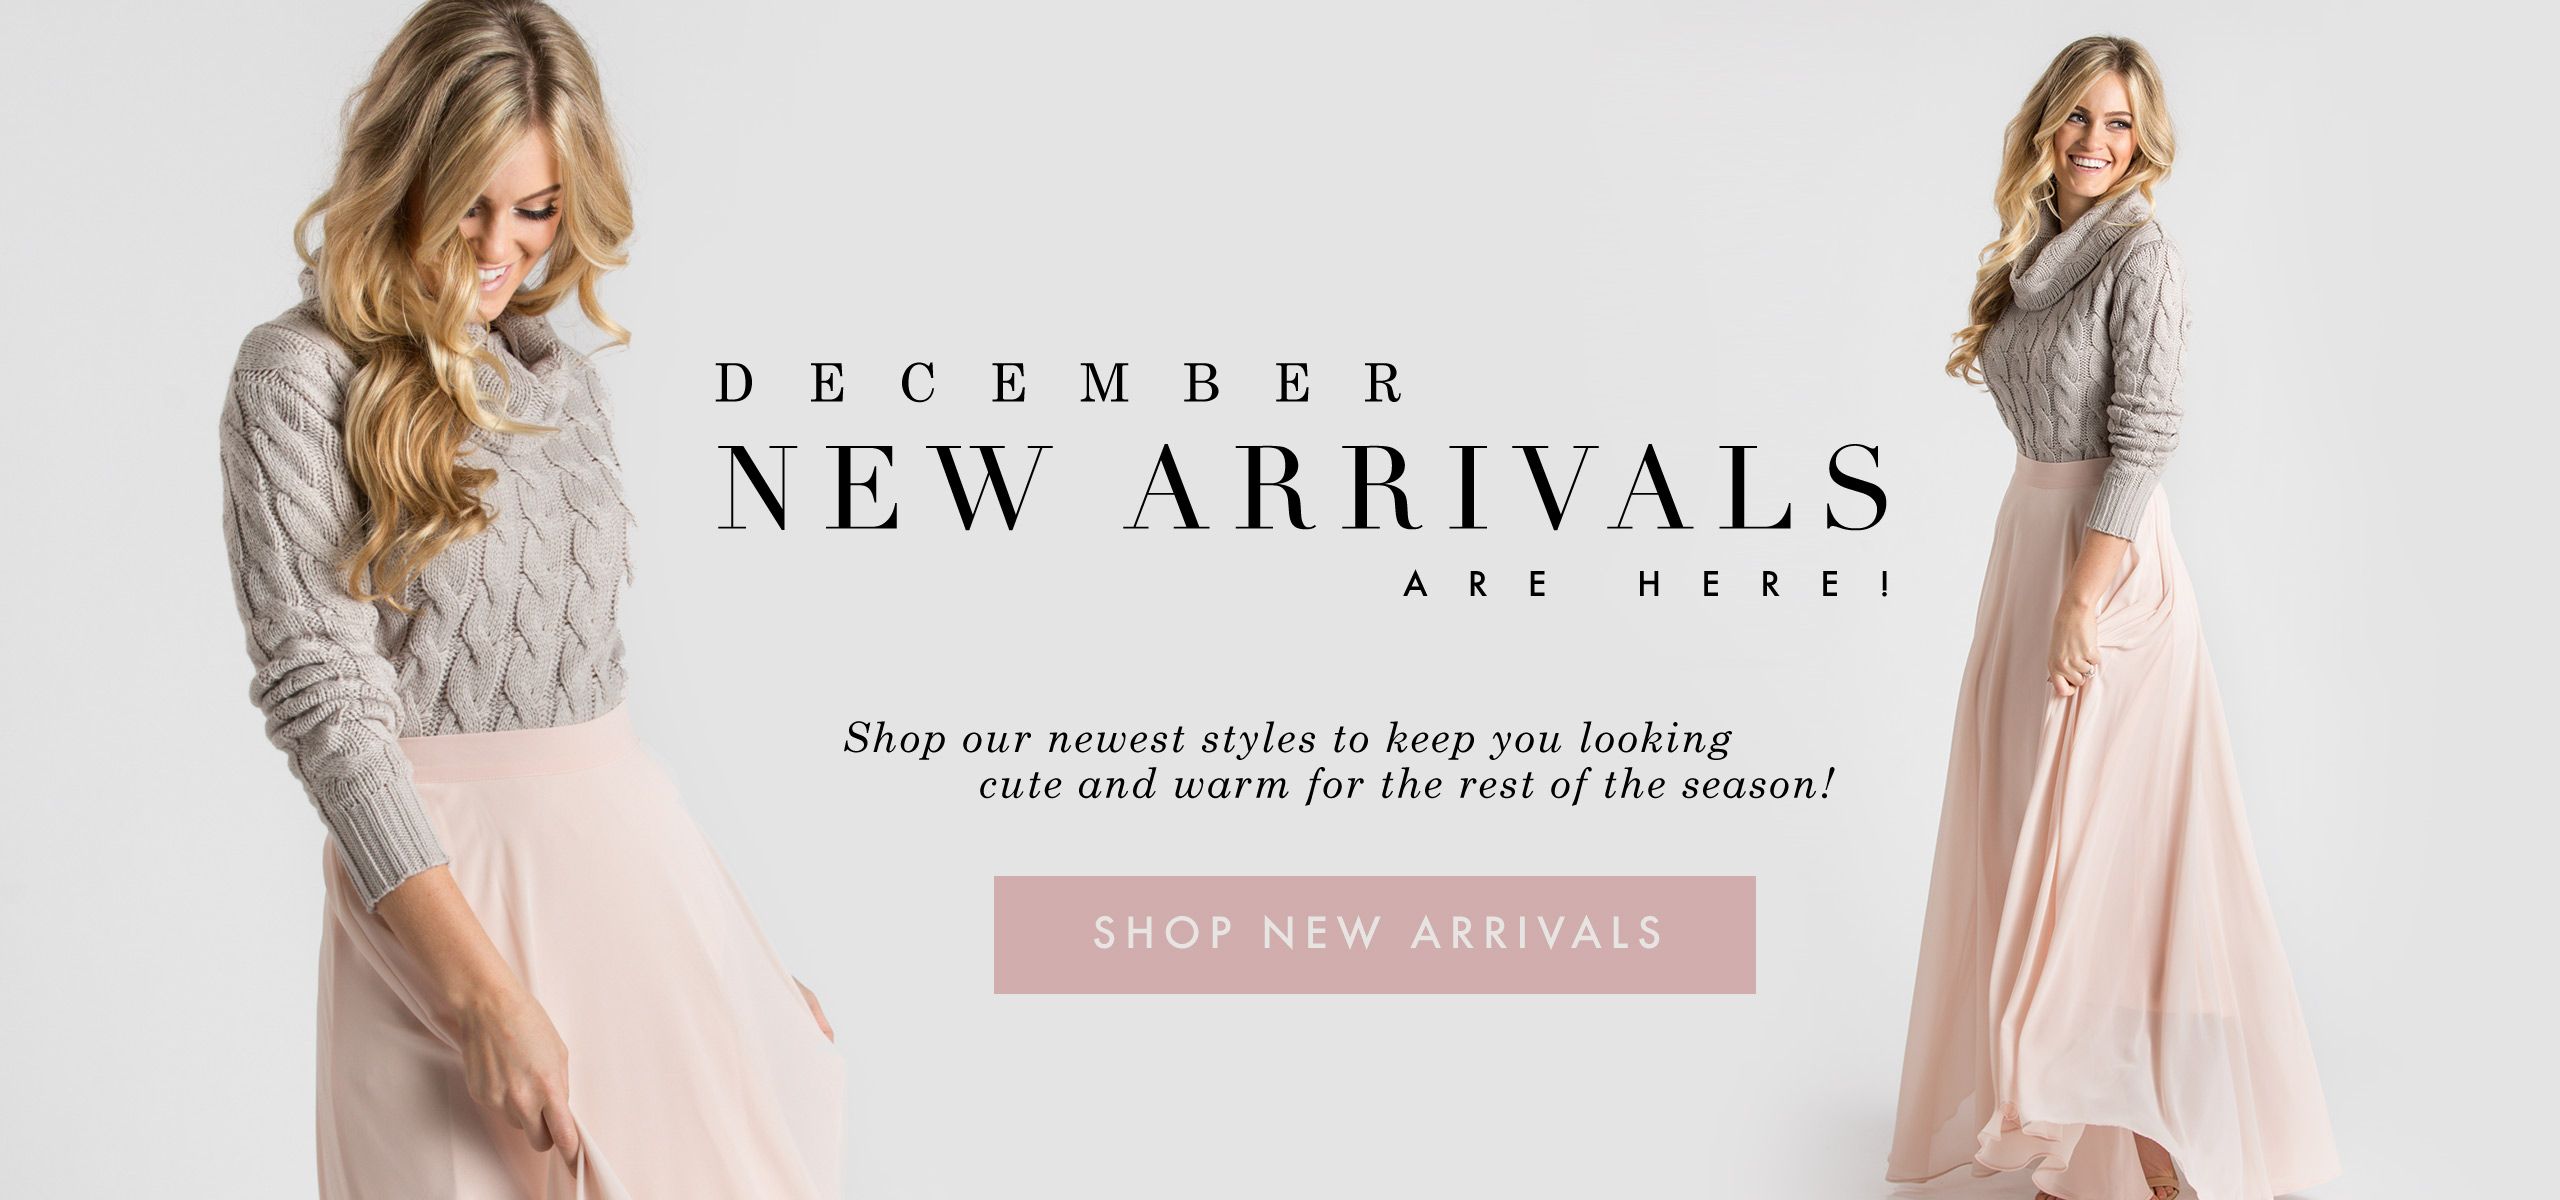 DECEMBER
NEW ARRIVALS
ARE HERE!
Shop our newest styles to keep you looking
cute and warm for the rest of the season!
SHOP NEW ARRIVALS